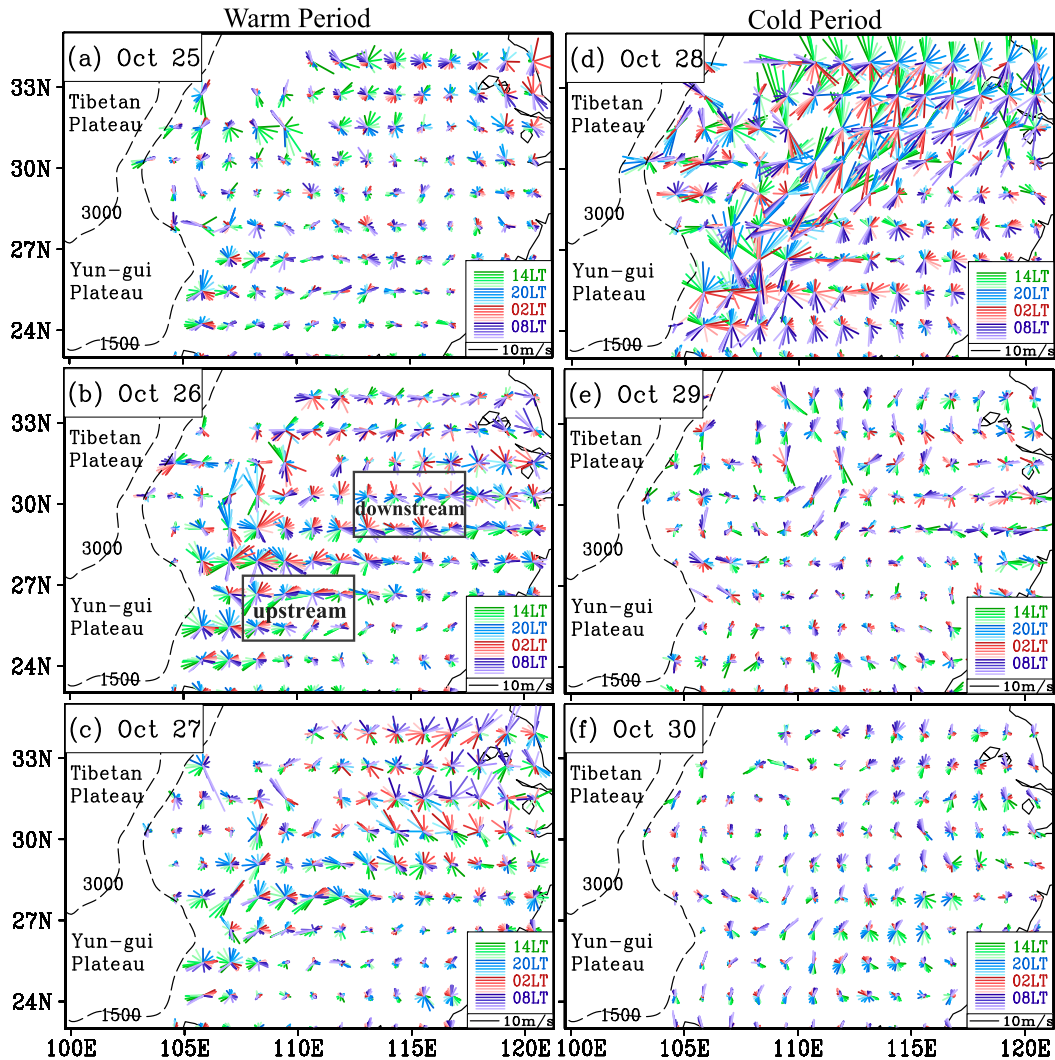 Warm Period
Cold Period
(a) Oct 25
33N
30N
27N
24N
Tibetan
Plateau
3000
Yun-gui
Plateau
1500
14LT
20LT
02LT
08LT
10m/s
(d) Oct 28
Tibetan
Plateau
3000
Yun-gui
Plateau
1500
14LT
20LT
02LT
08LT
10m/s
(b) Oct 26
33N
30N
27N
24N
Tibetan
Plateau
3000
Yun-gui
Plateau
1500
downstream
upstream
14LT
20LT
02LT
08LT
10m/s
(e) Oct 29
Tibetan
Plateau
3000
Yun-gui
Plateau
1500
14LT
20LT
02LT
08LT
10m/s
(c) Oct 27
33N
30N
27N
24N
Tibetan
Plateau
3000
Yun-gui
Plateau
1500
14LT
20LT
02LT
08LT
10m/s
100E 105E 110E 115E 120E
(f) Oct 30
Tibetan
Plateau
3000
Yun-gui
Plateau
1500
14LT
20LT
02LT
08LT
10m/s
100E 105E 110E 115E 120E